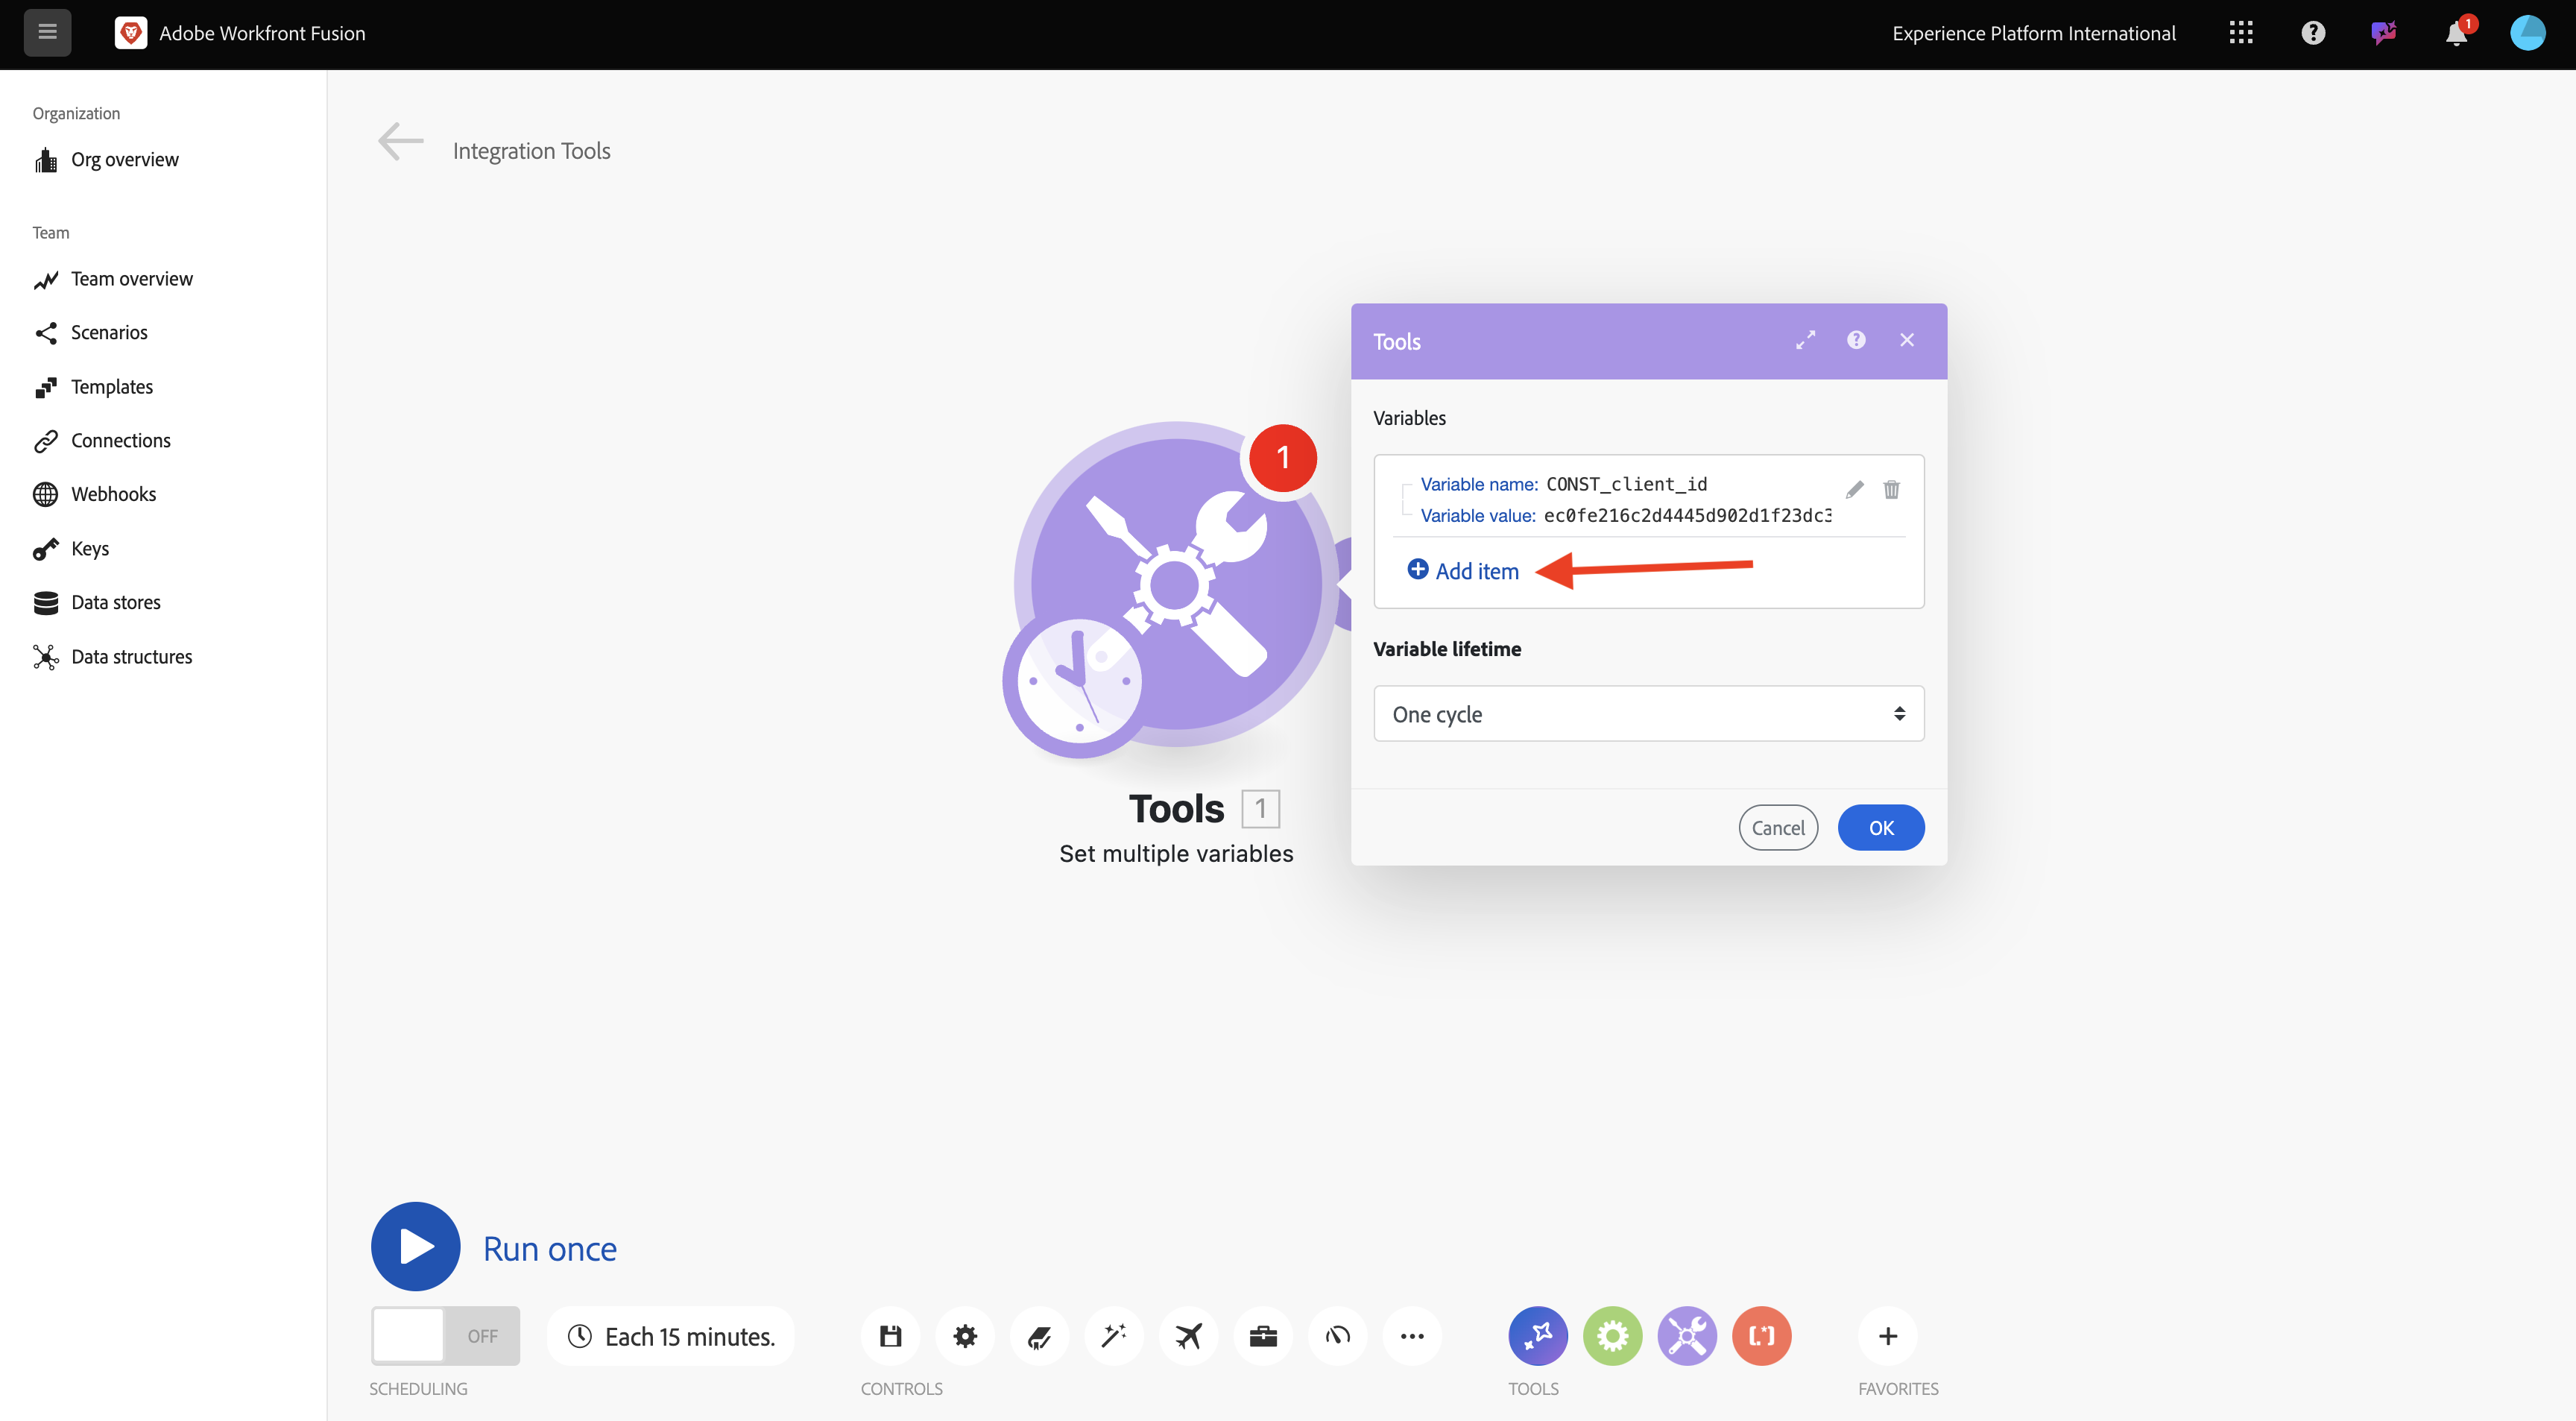 Adobe Workfront Fusion
Experience Platform International
1
Organization
Org overview
Team
Team overview
Scenarios
Templates
Connections
Webhooks
Keys
Data stores
Data structures
Integration Tools
1
Tools 1
Set multiple variables
Tools
Variables
Variable name: CONST_client_id
Variable value: ec0fe216c2d4445d902d1f23dc3
Add item
Variable lifetime
One cycle
Cancel
OK
Run once
OFF
Each 15 minutes.
SCHEDULING
CONTROLS
TOOLS
FAVORITES